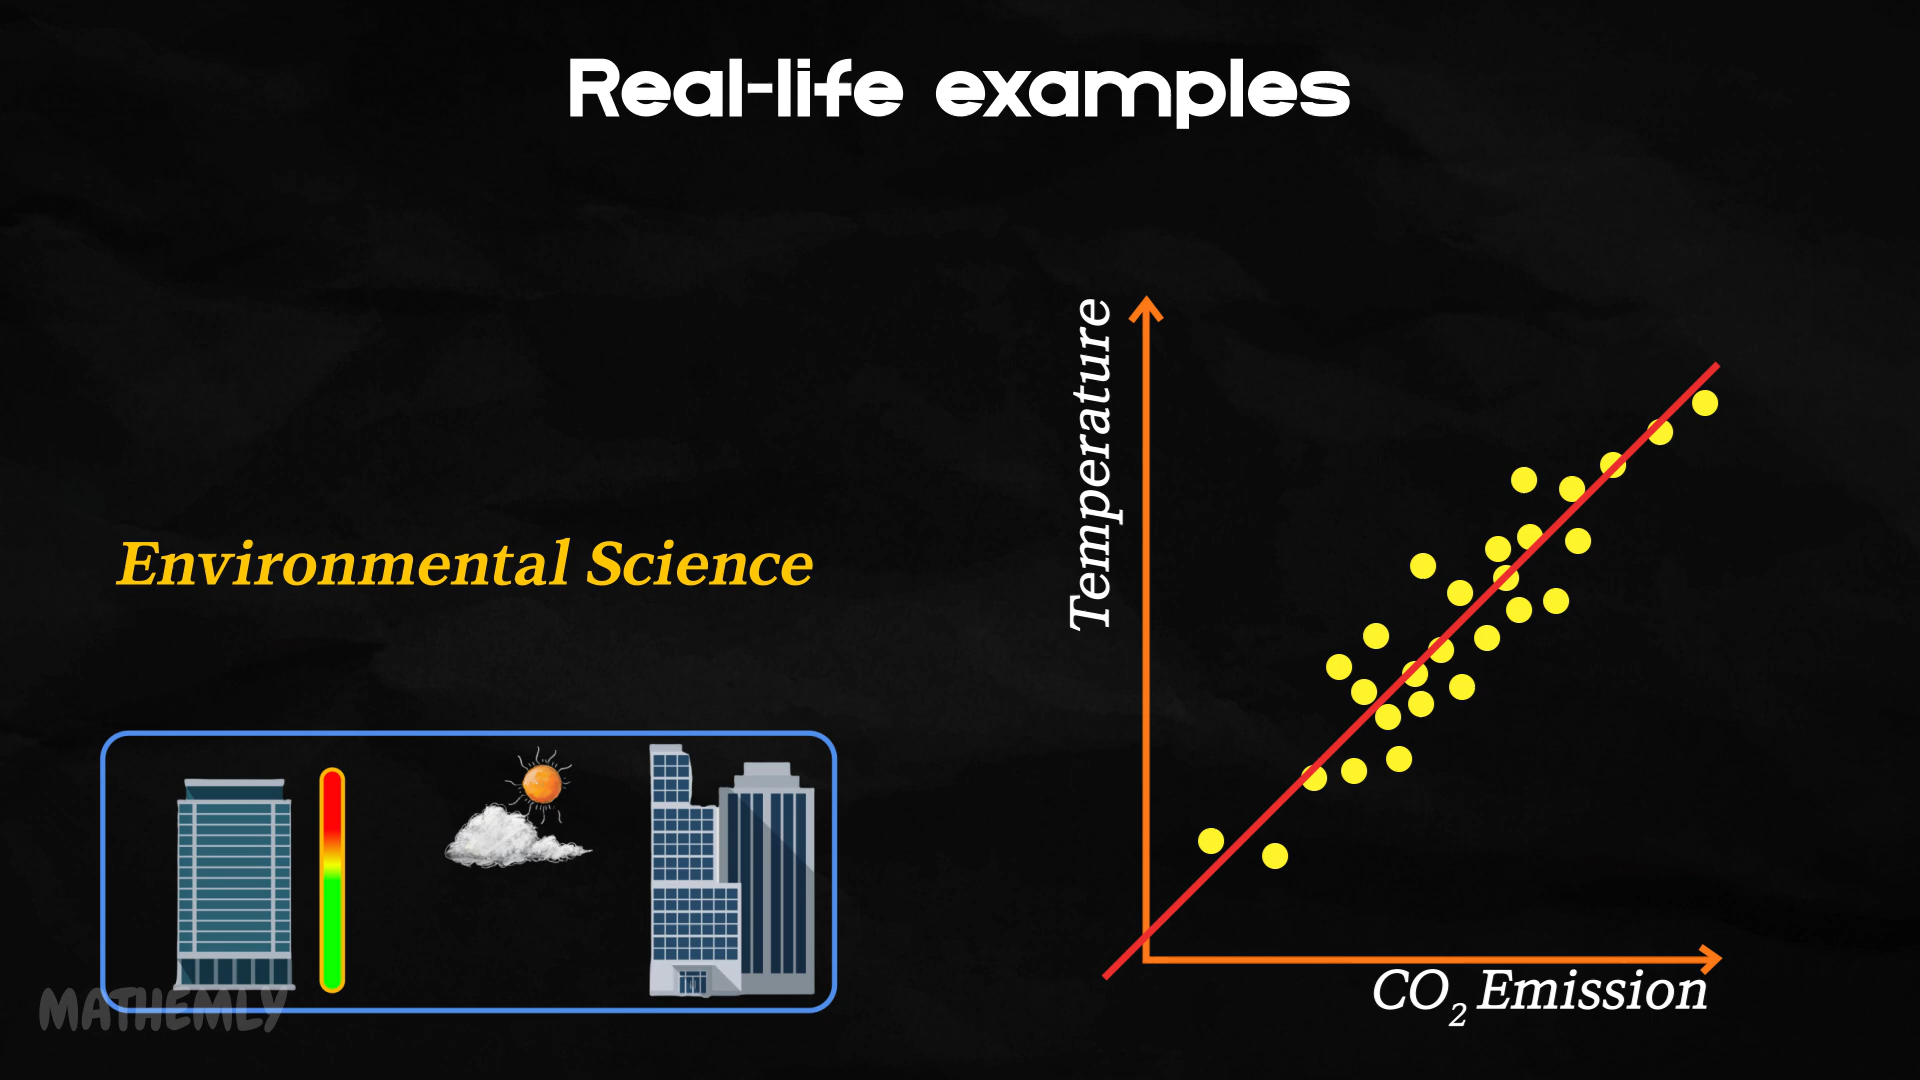 Real-life examples
Environmental Science
Temperature
CO₂ Emission
MATHEMLY